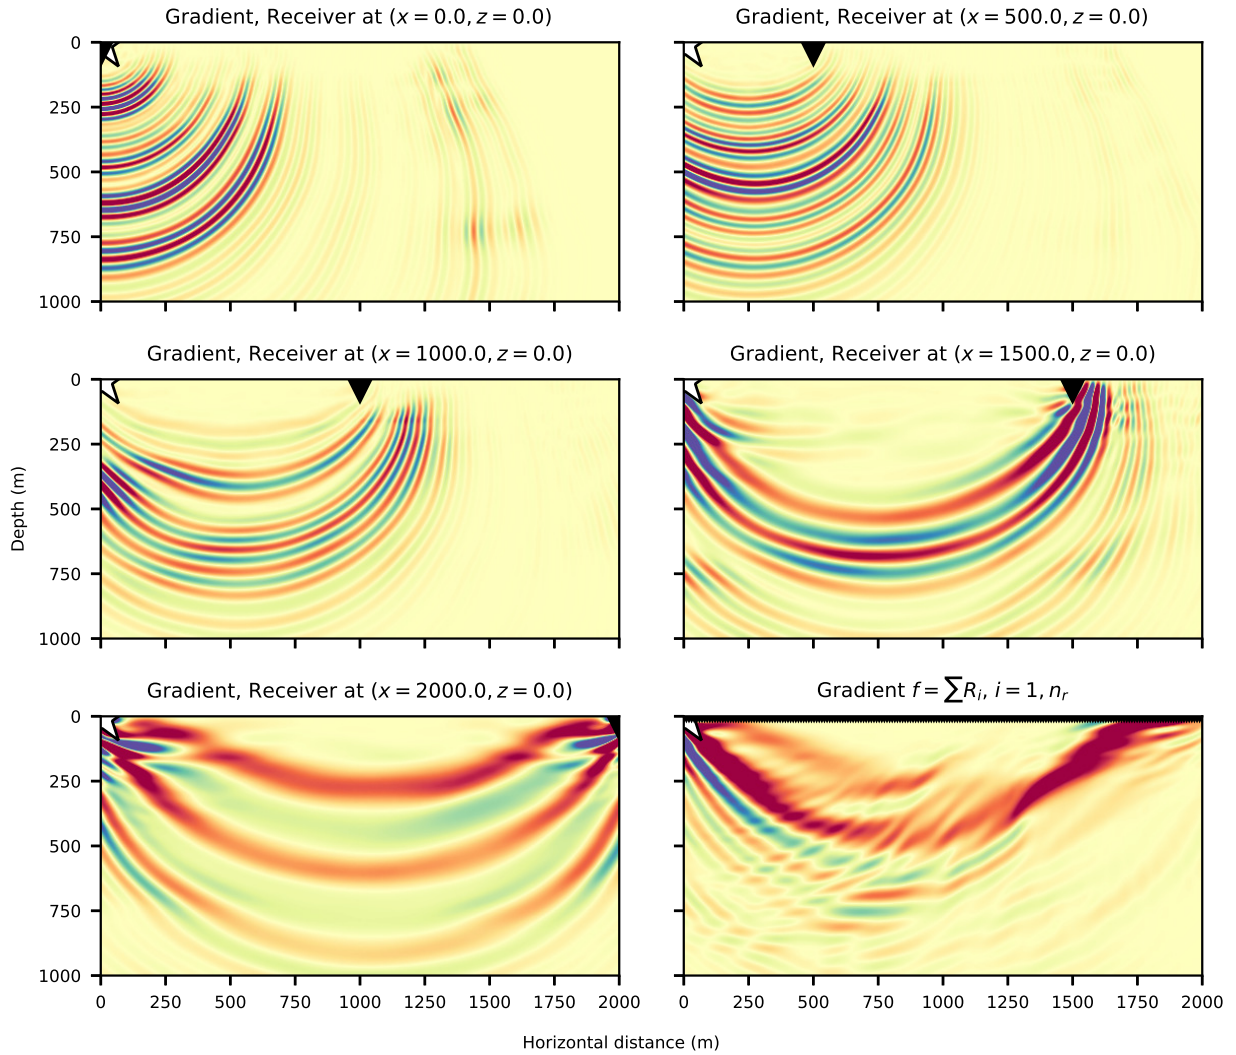 Gradient, Receiver at (x = 0.0, z = 0.0)
Gradient, Receiver at (x = 500.0, z = 0.0)
0
250
500
750
1000
Gradient, Receiver at (x = 1000.0, z = 0.0)
Gradient, Receiver at (x = 1500.0, z = 0.0)
0
250
500
750
1000
Depth (m)
Gradient, Receiver at (x = 2000.0, z = 0.0)
Gradient f = ∑R_i, i = 1, n_r
0
250
500
750
1000
0 250 500 750 1000 1250 1500 1750 2000
0 250 500 750 1000 1250 1500 1750 2000
Horizontal distance (m)